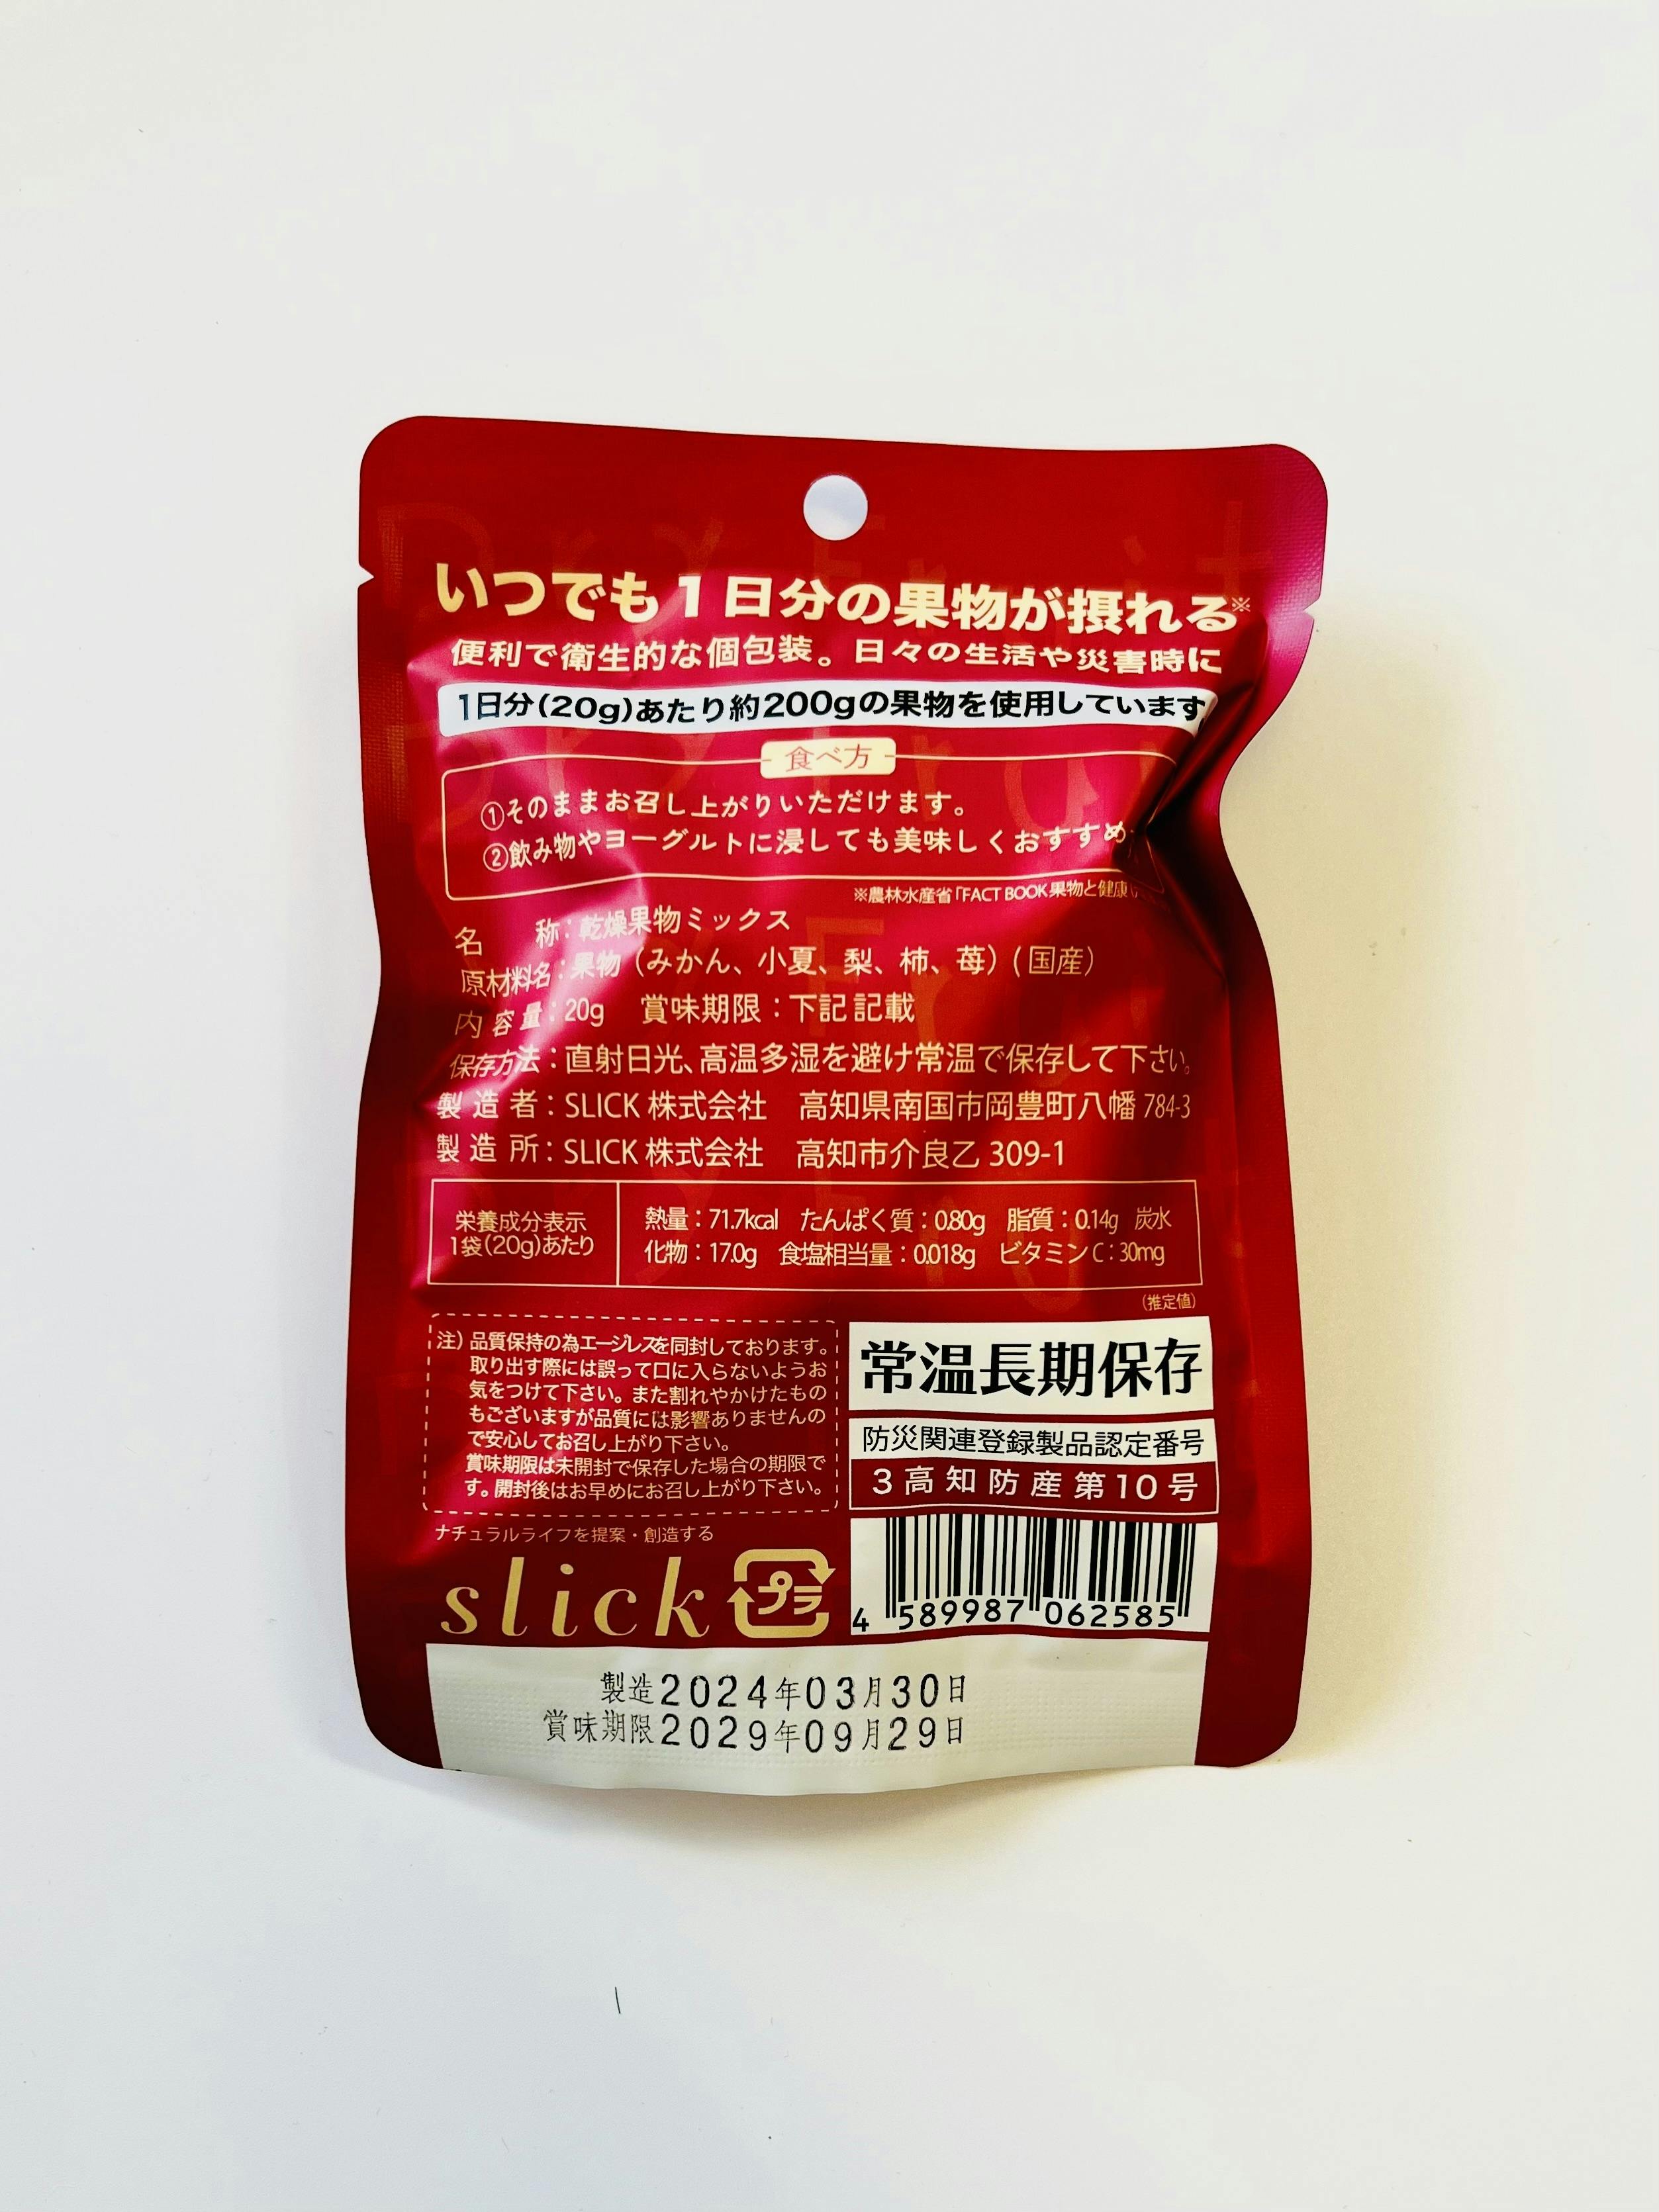 いつでも1日分の果物が摂れる※
便利で衛生的な個包装。日々の生活や災害時に
1日分(20g)あたり約200gの果物を使用しています
食べ方
①そのままお召し上がりいただけます。
②飲み物やヨーグルトに浸しても美味しくおすすめ
※農林水産省「FACT BOOK 果物と健康
名称：乾燥果物ミックス
原材料名：果物（みかん、小夏、梨、柿、苺）(国産）
内容量：20g 賞味期限：下記記載
保存方法：直射日光、高温多湿を避け常温で保存して下さい。
製造者：SLICK 株式会社 高知県南国市岡豊町八幡 784-3
製造所：SLICK 株式会社 高知市介良乙 309-1
栄養成分表示
1袋(20g)あたり
熱量：71.7kcal たんぱく質：0.80g 脂質：0.14g 炭水
化物：17.0g 食塩相当量：0.018g ビタミンC：30mg
（推定値）
注）品質保持の為エージレスを同封しております。
取り出す際には誤って口に入らないようお
気をつけて下さい。また割れやかけたもの
もございますが品質には影響ありませんの
で安心してお召し上がり下さい。
賞味期限は未開封で保存した場合の期限で
す。開封後はお早めにお召し上がり下さい。
常温長期保存
防災関連登録製品認定番号
3高知防産第10号
ナチュラルライフを提案・創造する
slick
プラ
4 589987 062585
製造2024年03月30日
賞味期限2029年09月29日